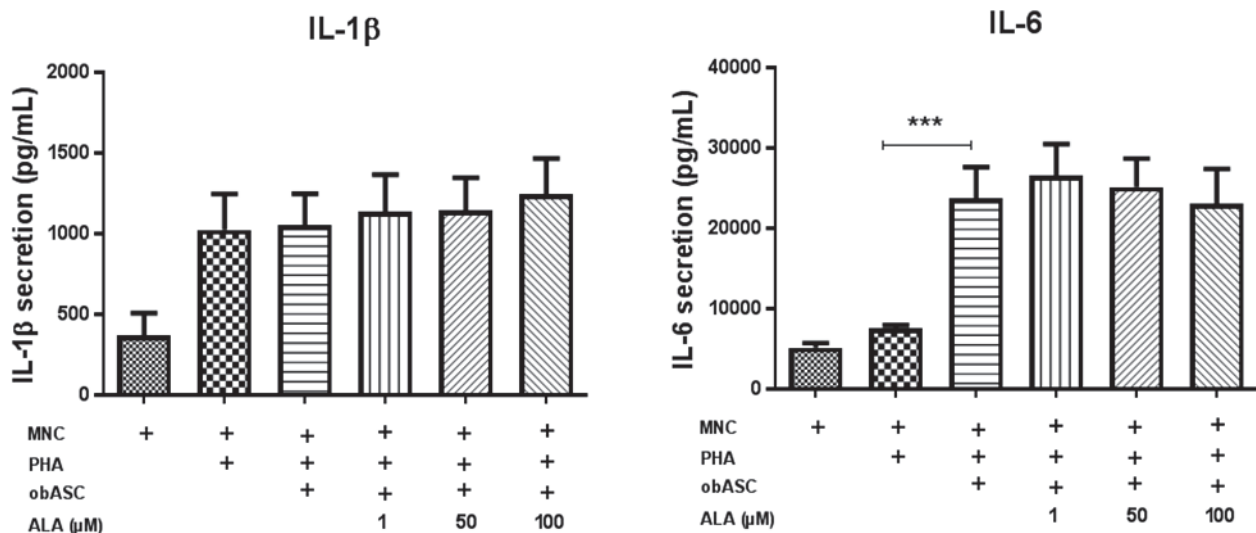 IL-1β
IL-1β secretion (pg/mL)
2000
1500
1000
500
0
MNC + + + + + +
PHA + + + + +
obASC + + + +
ALA (µM) 1 50 100
IL-6
IL-6 secretion (pg/mL)
40000
30000
20000
10000
0
***
MNC + + + + + +
PHA + + + + +
obASC + + + +
ALA (µM) 1 50 100